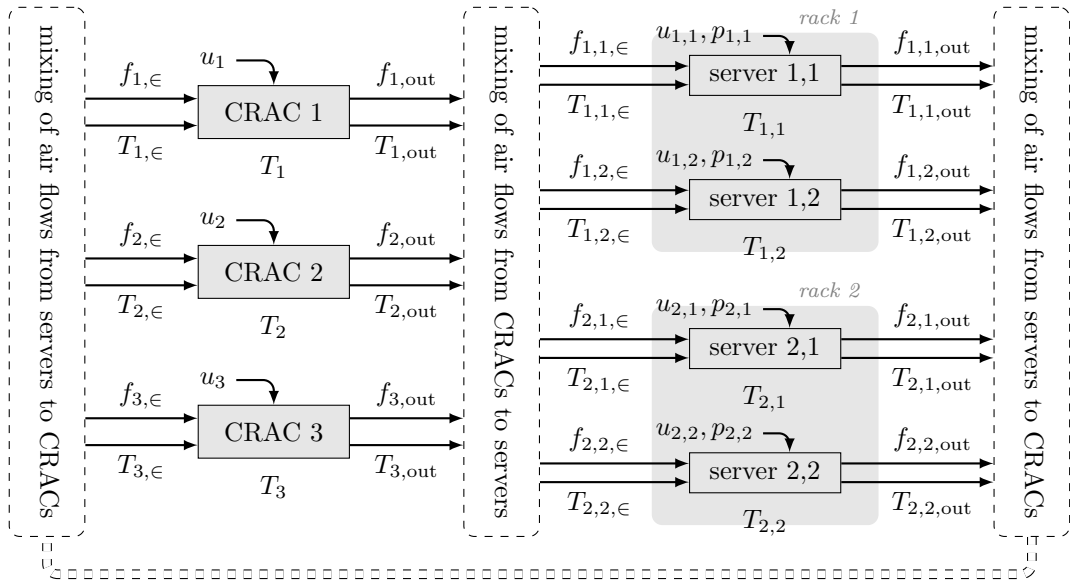 mixing of air flows from servers to CRACs
f_{1,∈}
T_{1,∈}
u_1
CRAC 1
T_1
f_{1,out}
T_{1,out}
f_{2,∈}
T_{2,∈}
u_2
CRAC 2
T_2
f_{2,out}
T_{2,out}
f_{3,∈}
T_{3,∈}
u_3
CRAC 3
T_3
f_{3,out}
T_{3,out}
mixing of air flows from CRACs to servers
rack 1
f_{1,1,∈}
T_{1,1,∈}
u_{1,1}, p_{1,1}
server 1,1
T_{1,1}
f_{1,1,out}
T_{1,1,out}
f_{1,2,∈}
T_{1,2,∈}
u_{1,2}, p_{1,2}
server 1,2
T_{1,2}
f_{1,2,out}
T_{1,2,out}
rack 2
f_{2,1,∈}
T_{2,1,∈}
u_{2,1}, p_{2,1}
server 2,1
T_{2,1}
f_{2,1,out}
T_{2,1,out}
f_{2,2,∈}
T_{2,2,∈}
u_{2,2}, p_{2,2}
server 2,2
T_{2,2}
f_{2,2,out}
T_{2,2,out}
mixing of air flows from servers to CRACs